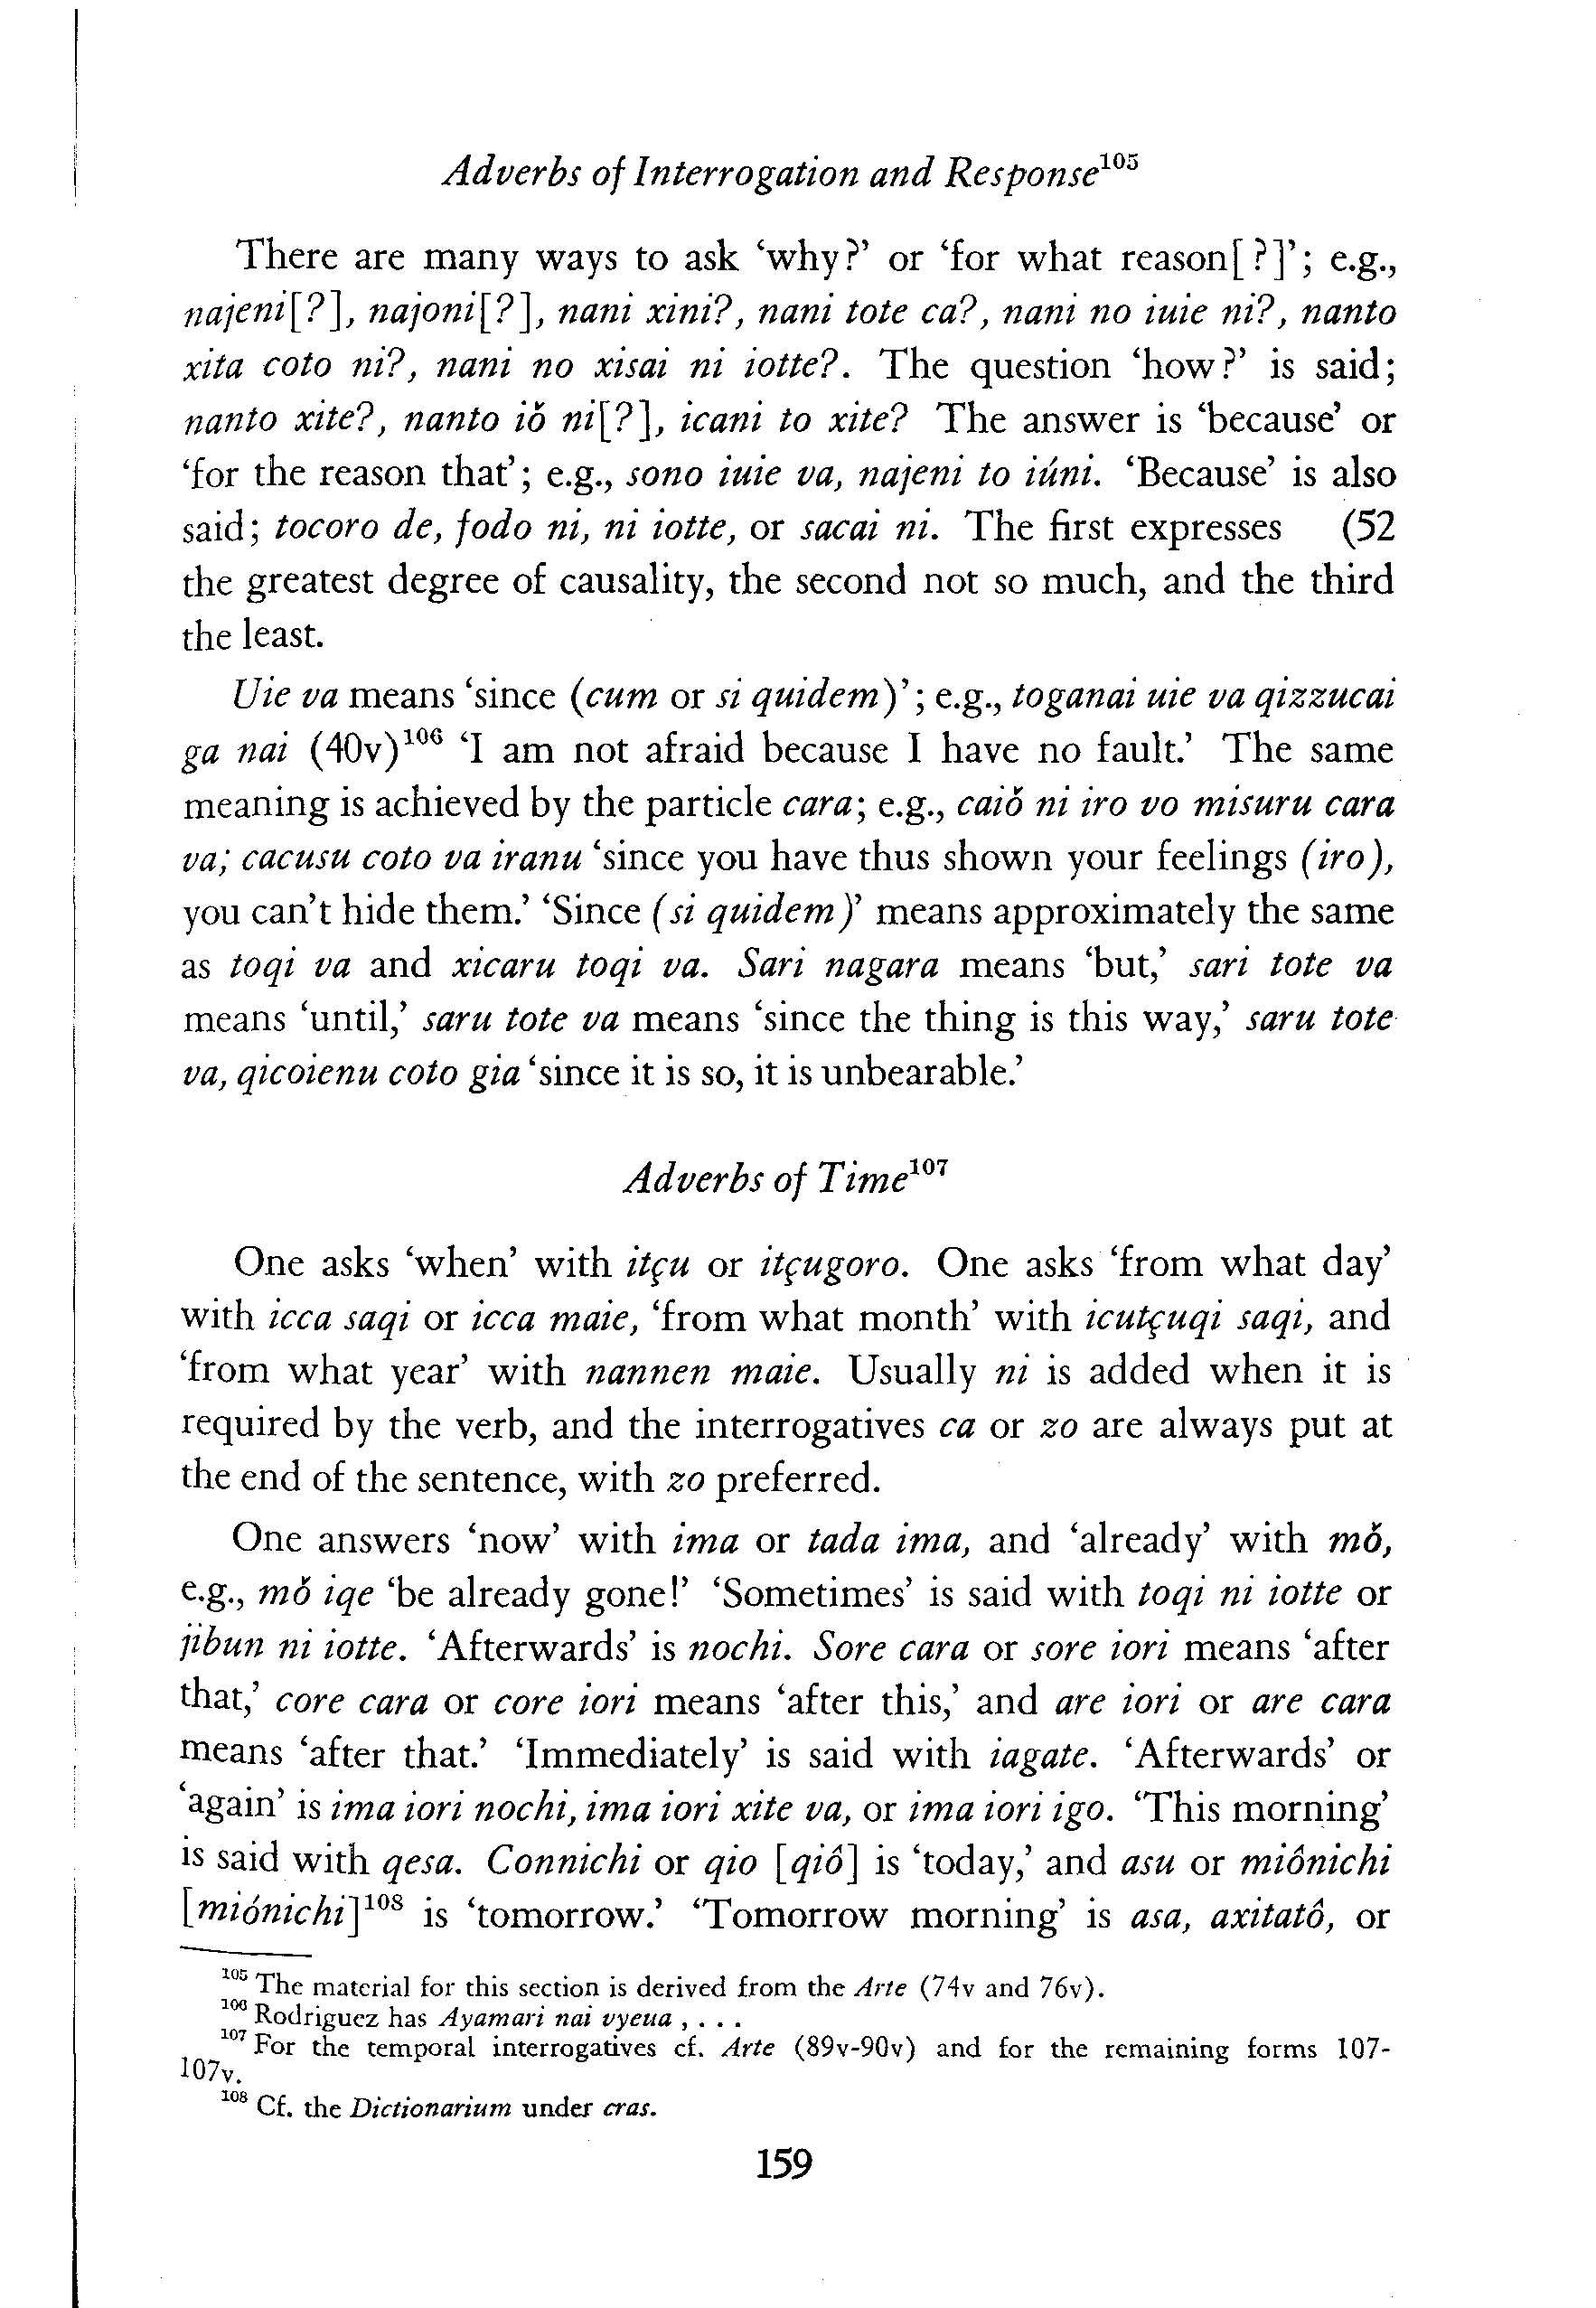 Adverbs of Interrogation and Response¹⁰⁵
There are many ways to ask ‘why?’ or ‘for what reason[?]’; e.g.,
najeni[?], najoni[?], nani xini?, nani tote ca?, nani no iuie ni?, nanto
xita coto ni?, nani no xisai ni iotte?. The question ‘how?’ is said;
nanto xite?, nanto iǒ ni[?], icani to xite? The answer is ‘because’ or
‘for the reason that’; e.g., sono iuie va, najeni to iúni. ‘Because’ is also
said; tocoro de, fodo ni, ni iotte, or sacai ni. The first expresses (52
the greatest degree of causality, the second not so much, and the third
the least.
Uie va means ‘since (cum or si quidem)’; e.g., toganai uie va qizzucai
ga nai (40v)¹⁰⁶ ‘I am not afraid because I have no fault.’ The same
meaning is achieved by the particle cara; e.g., caiǒ ni iro vo misuru cara
va; cacusu coto va iranu ‘since you have thus shown your feelings (iro),
you can’t hide them.’ ‘Since (si quidem)’ means approximately the same
as toqi va and xicaru toqi va. Sari nagara means ‘but,’ sari tote va
means ‘until,’ saru tote va means ‘since the thing is this way,’ saru tote
va, qicoienu coto gia ‘since it is so, it is unbearable.’
Adverbs of Time¹⁰⁷
One asks ‘when’ with itçu or itçugoro. One asks ‘from what day’
with icca saqi or icca maie, ‘from what month’ with icutçuqi saqi, and
‘from what year’ with nannen maie. Usually ni is added when it is
required by the verb, and the interrogatives ca or zo are always put at
the end of the sentence, with zo preferred.
One answers ‘now’ with ima or tada ima, and ‘already’ with mǒ,
e.g., mǒ iqe ‘be already gone!’ ‘Sometimes’ is said with toqi ni iotte or
jibun ni iotte. ‘Afterwards’ is nochi. Sore cara or sore iori means ‘after
that,’ core cara or core iori means ‘after this,’ and are iori or are cara
means ‘after that.’ ‘Immediately’ is said with iagate. ‘Afterwards’ or
‘again’ is ima iori nochi, ima iori xite va, or ima iori igo. ‘This morning’
is said with qesa. Connichi or qio [qiô] is ‘today,’ and asu or miônichi
[miónichi]¹⁰⁸ is ‘tomorrow.’ ‘Tomorrow morning’ is asa, axitatô, or
¹⁰⁵ The material for this section is derived from the Arte (74v and 76v).
¹⁰⁶ Rodriguez has Ayamari nai vyeua , . . .
¹⁰⁷ For the temporal interrogatives cf. Arte (89v-90v) and for the remaining forms 107-
107v.
¹⁰⁸ Cf. the Dictionarium under cras.
159